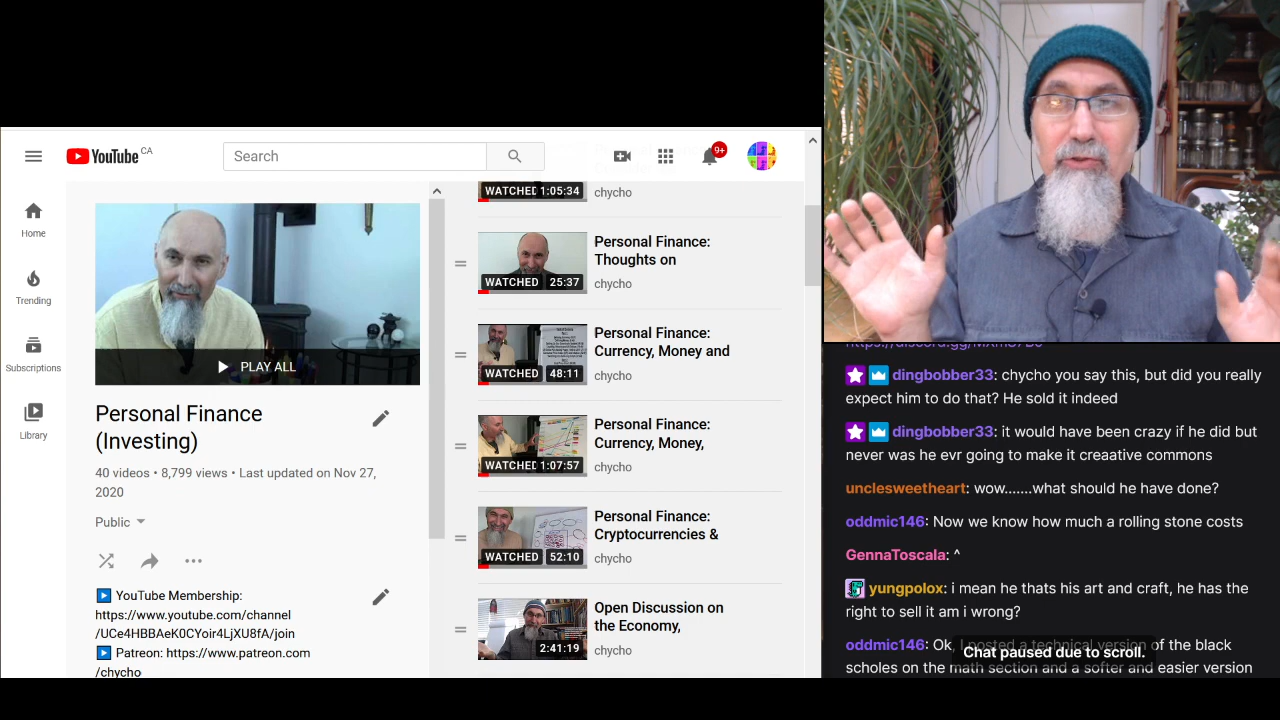 YouTube CA
Search
9+
Home
Trending
Subscriptions
Library
PLAY ALL
Personal Finance
(Investing)
40 videos • 8,799 views • Last updated on Nov 27,
2020
Public
YouTube Membership:
https://www.youtube.com/channel
/UCe4HBBAeK0CYoir4LjXU8fA/join
Patreon: https://www.patreon.com
/chycho
WATCHED 1:05:34
chycho
Personal Finance:
Thoughts on
WATCHED 25:37
chycho
Personal Finance:
Currency, Money and
WATCHED 48:11
chycho
Personal Finance:
Currency, Money,
WATCHED 1:07:57
chycho
Personal Finance:
Cryptocurrencies &
WATCHED 52:10
chycho
Open Discussion on
the Economy,
2:41:19
chycho
dingbobber33: chycho you say this, but did you really
expect him to do that? He sold it indeed
dingbobber33: it would have been crazy if he did but
never was he evr going to make it creaative commons
unclesweetheart: wow.......what should he have done?
oddmic146: Now we know how much a rolling stone costs
GennaToscala: ^
yungpolox: i mean he thats his art and craft, he has the
right to sell it am i wrong?
oddmic146: Ok, I posted a technical version of the black
Chat paused due to scroll.
scholes on the math section and a softer and easier version